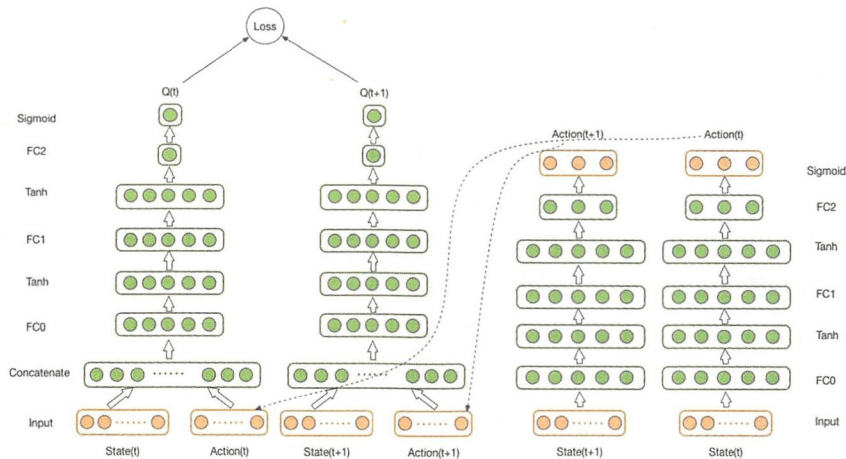 Loss
Q(t) Q(t+1)
Sigmoid
FC2
Tanh
FC1
Tanh
FC0
Concatenate
Input
State(t) Action(t) State(t+1) Action(t+1)
Action(t+1) Action(t)
Sigmoid
FC2
Tanh
FC1
Tanh
FC0
Input
State(t+1) State(t)